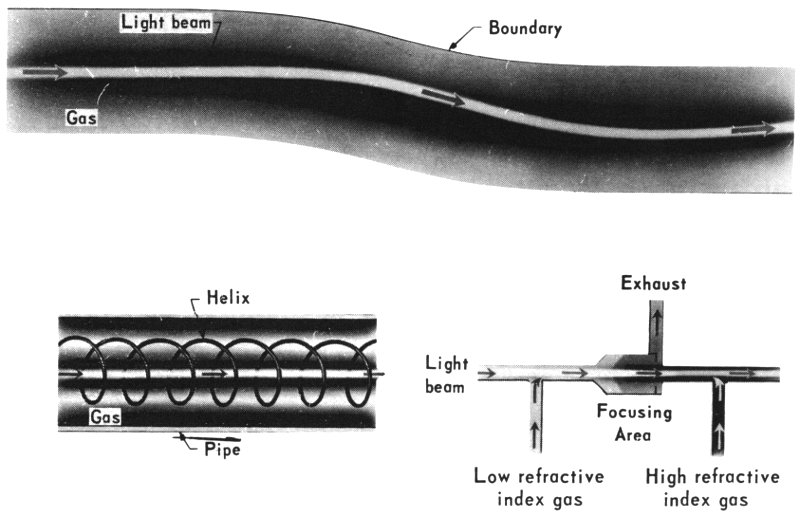 Light beam
Boundary
Gas
Helix
Gas
Pipe
Exhaust
Light
beam
Focusing
Area
Low refractive
index gas
High refractive
index gas